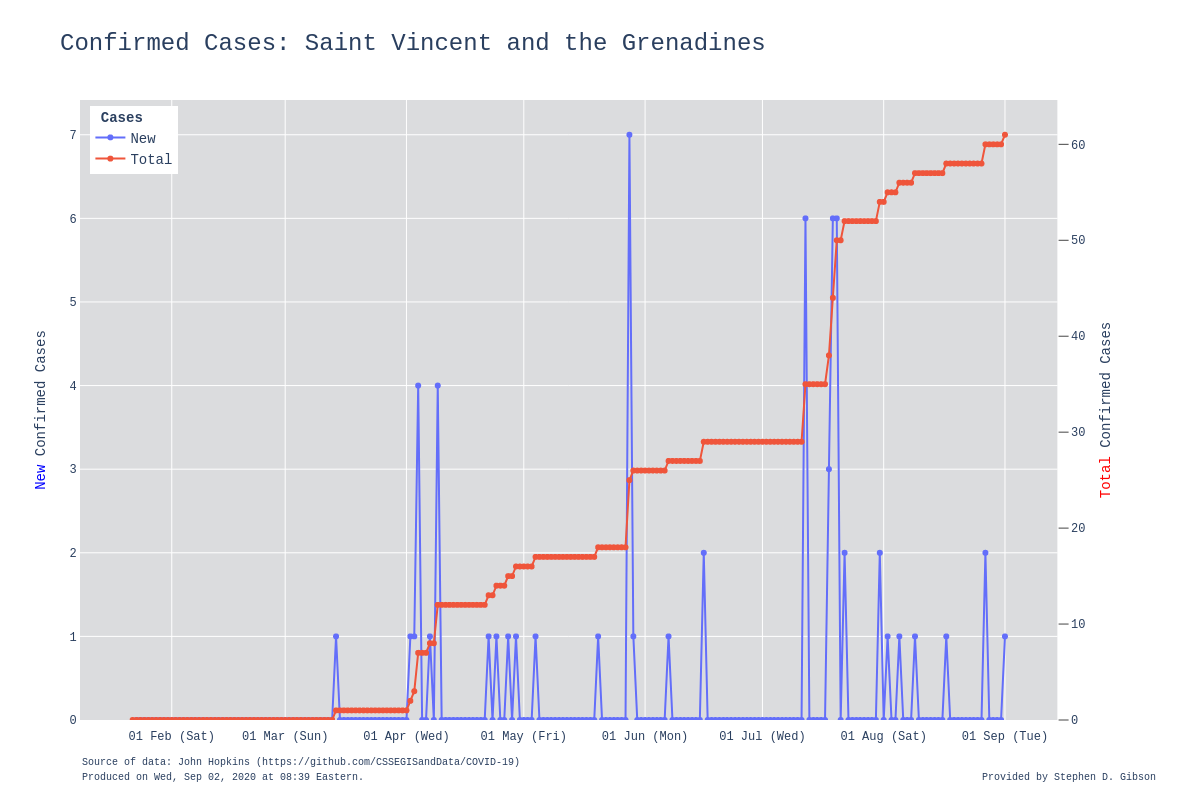 Confirmed Cases: Saint Vincent and the Grenadines
Cases
New
Total
7
6
5
4
3
2
1
0
New Confirmed Cases
60
50
40
30
20
10
0
Total Confirmed Cases
01 Feb (Sat) 01 Mar (Sun) 01 Apr (Wed) 01 May (Fri) 01 Jun (Mon) 01 Jul (Wed) 01 Aug (Sat) 01 Sep (Tue)
Source of data: John Hopkins (https://github.com/CSSEGISandData/COVID-19)
Produced on Wed, Sep 02, 2020 at 08:39 Eastern.
Provided by Stephen D. Gibson